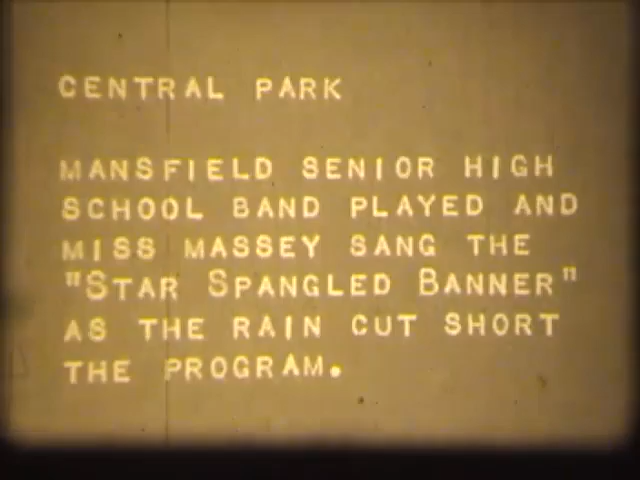 CENTRAL PARK
MANSFIELD SENIOR HIGH
SCHOOL BAND PLAYED AND
MISS MASSEY SANG THE
"STAR SPANGLED BANNER"
AS THE RAIN CUT SHORT
THE PROGRAM.